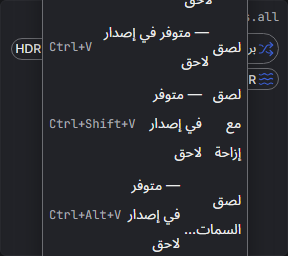 لاحق
s.all
لصق — متوفر في إصدار لاحق Ctrl+V
HDR
بر
R
لصق مع إزاحة — متوفر في إصدار لاحق Ctrl+Shift+V
لصق السمات... — متوفر في إصدار لاحق Ctrl+Alt+V